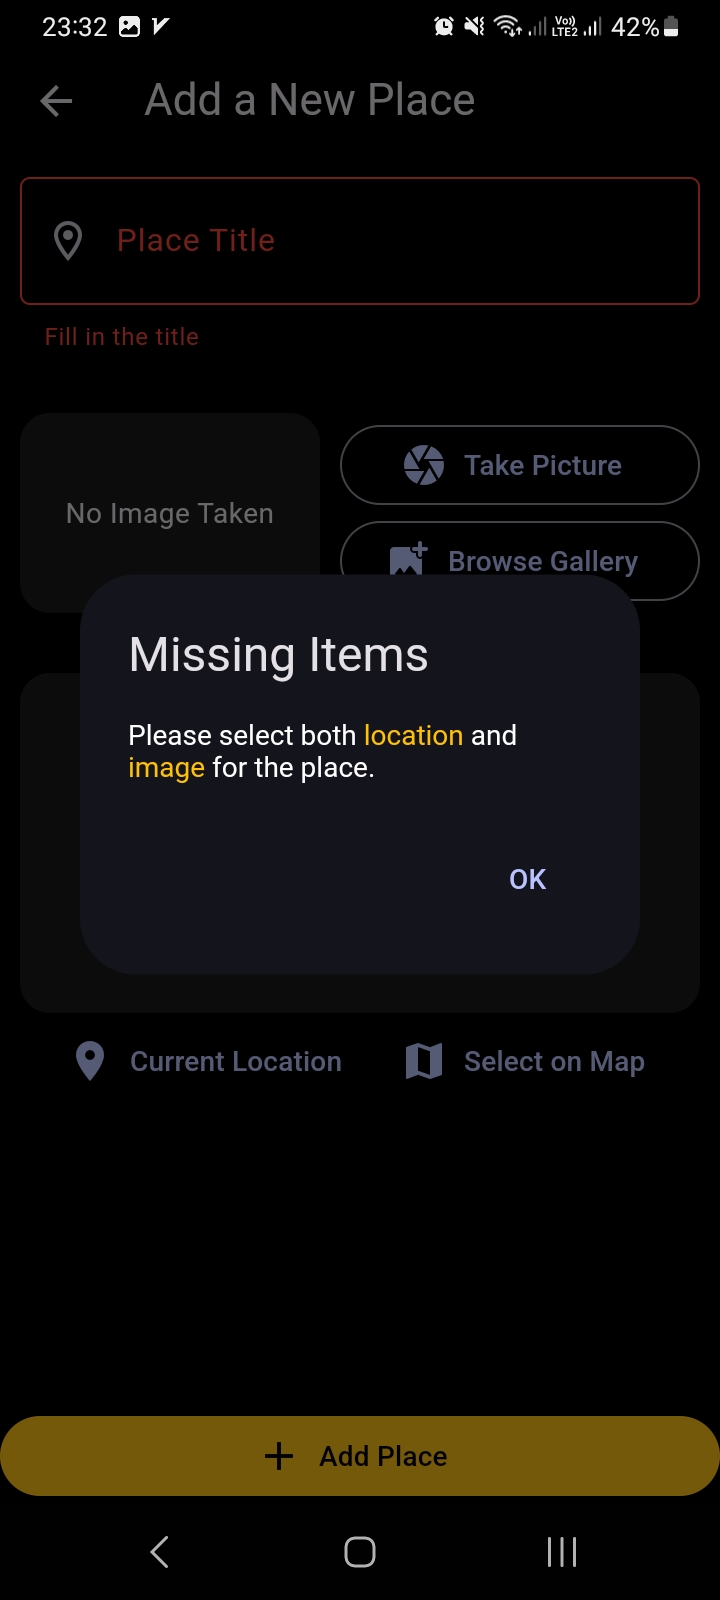 23:32
Vo))
LTE2
42%
Add a New Place
Place Title
Fill in the title
No Image Taken
Take Picture
Browse Gallery
Missing Items
Please select both location and
image for the place.
OK
Current Location
Select on Map
Add Place